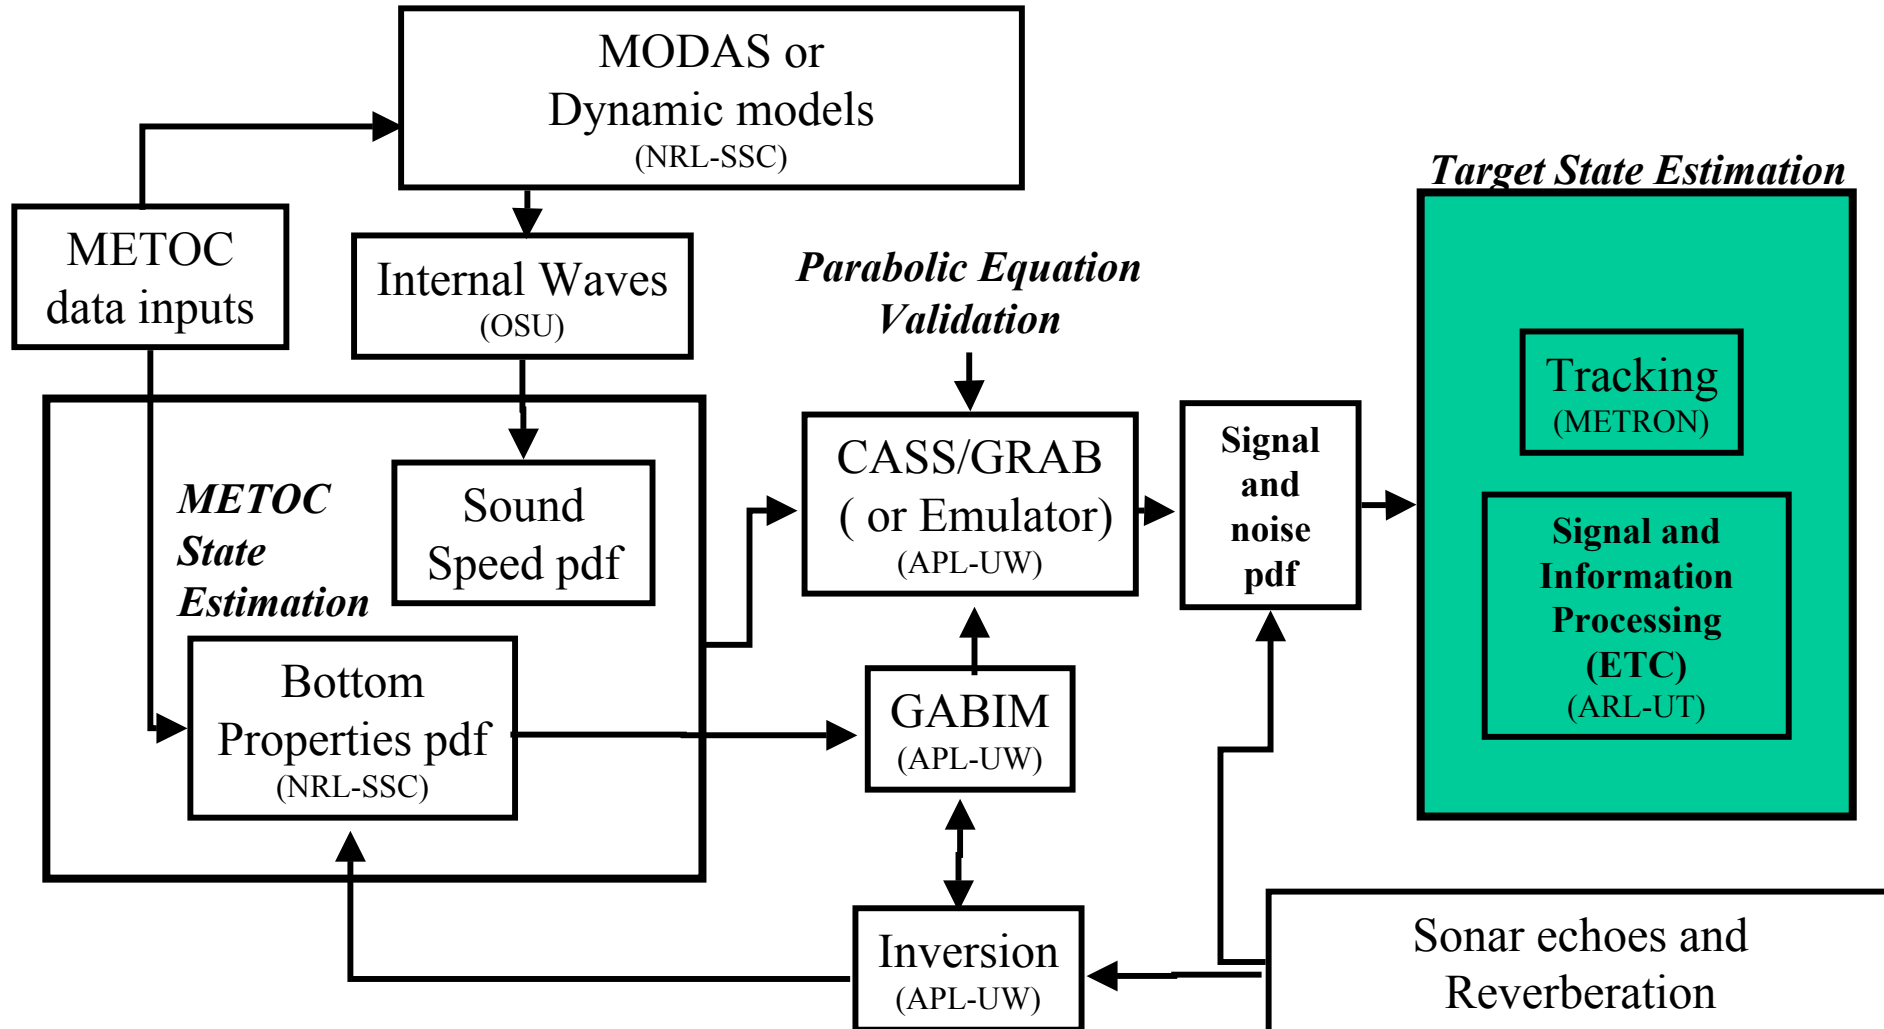 MODAS or
Dynamic models
(NRL-SSC)
Target State Estimation
METOC
data inputs
Internal Waves
(OSU)
Parabolic Equation
Validation
Tracking
(METRON)
METOC
State
Estimation
Sound
Speed pdf
CASS/GRAB
( or Emulator)
(APL-UW)
Signal
and
noise
pdf
Signal and
Information
Processing
(ETC)
(ARL-UT)
Bottom
Properties pdf
(NRL-SSC)
GABIM
(APL-UW)
Inversion
(APL-UW)
Sonar echoes and
Reverberation